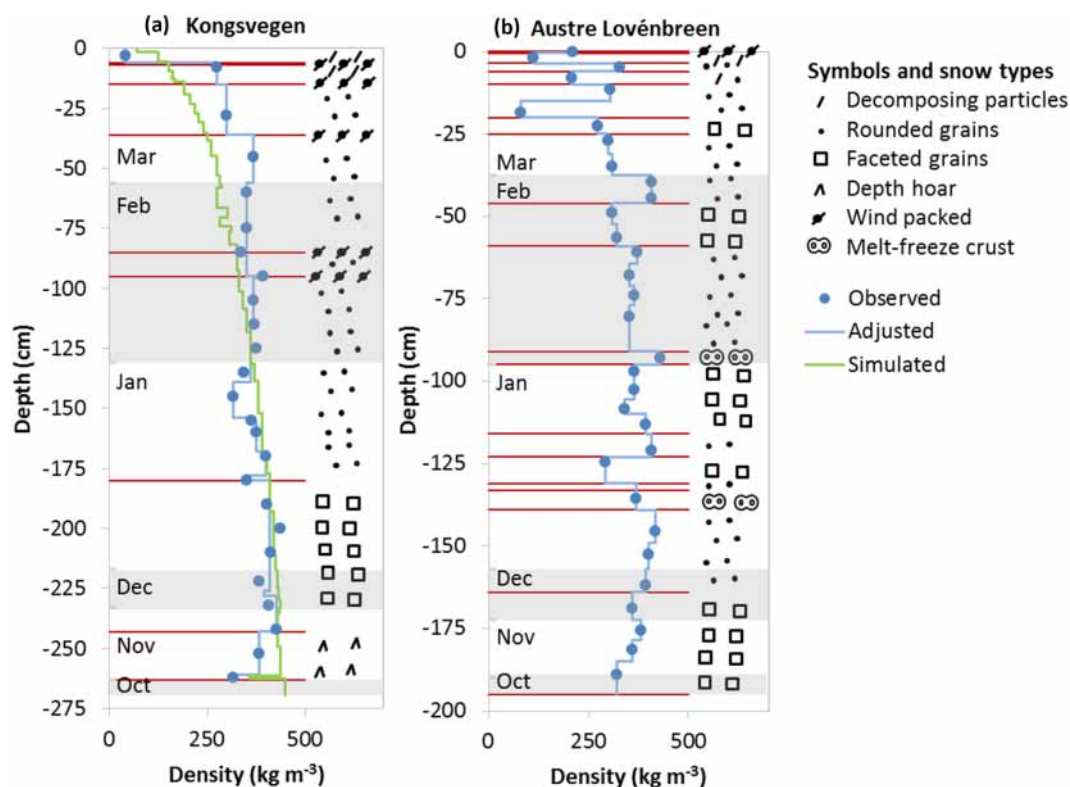 (a) Kongsvegen
0
-25
-50
-75
-100
-125
-150
-175
-200
-225
-250
-275
Depth (cm)
Mar
Feb
Jan
Dec
Nov
Oct
0 250 500
Density (kg m⁻³)
(b) Austre Lovénbreen
0
-25
-50
-75
-100
-125
-150
-175
-200
Depth (cm)
Mar
Feb
Jan
Dec
Nov
Oct
0 250 500
Density (kg m⁻³)
Symbols and snow types
Decomposing particles
Rounded grains
Faceted grains
Depth hoar
Wind packed
Melt-freeze crust
Observed
Adjusted
Simulated